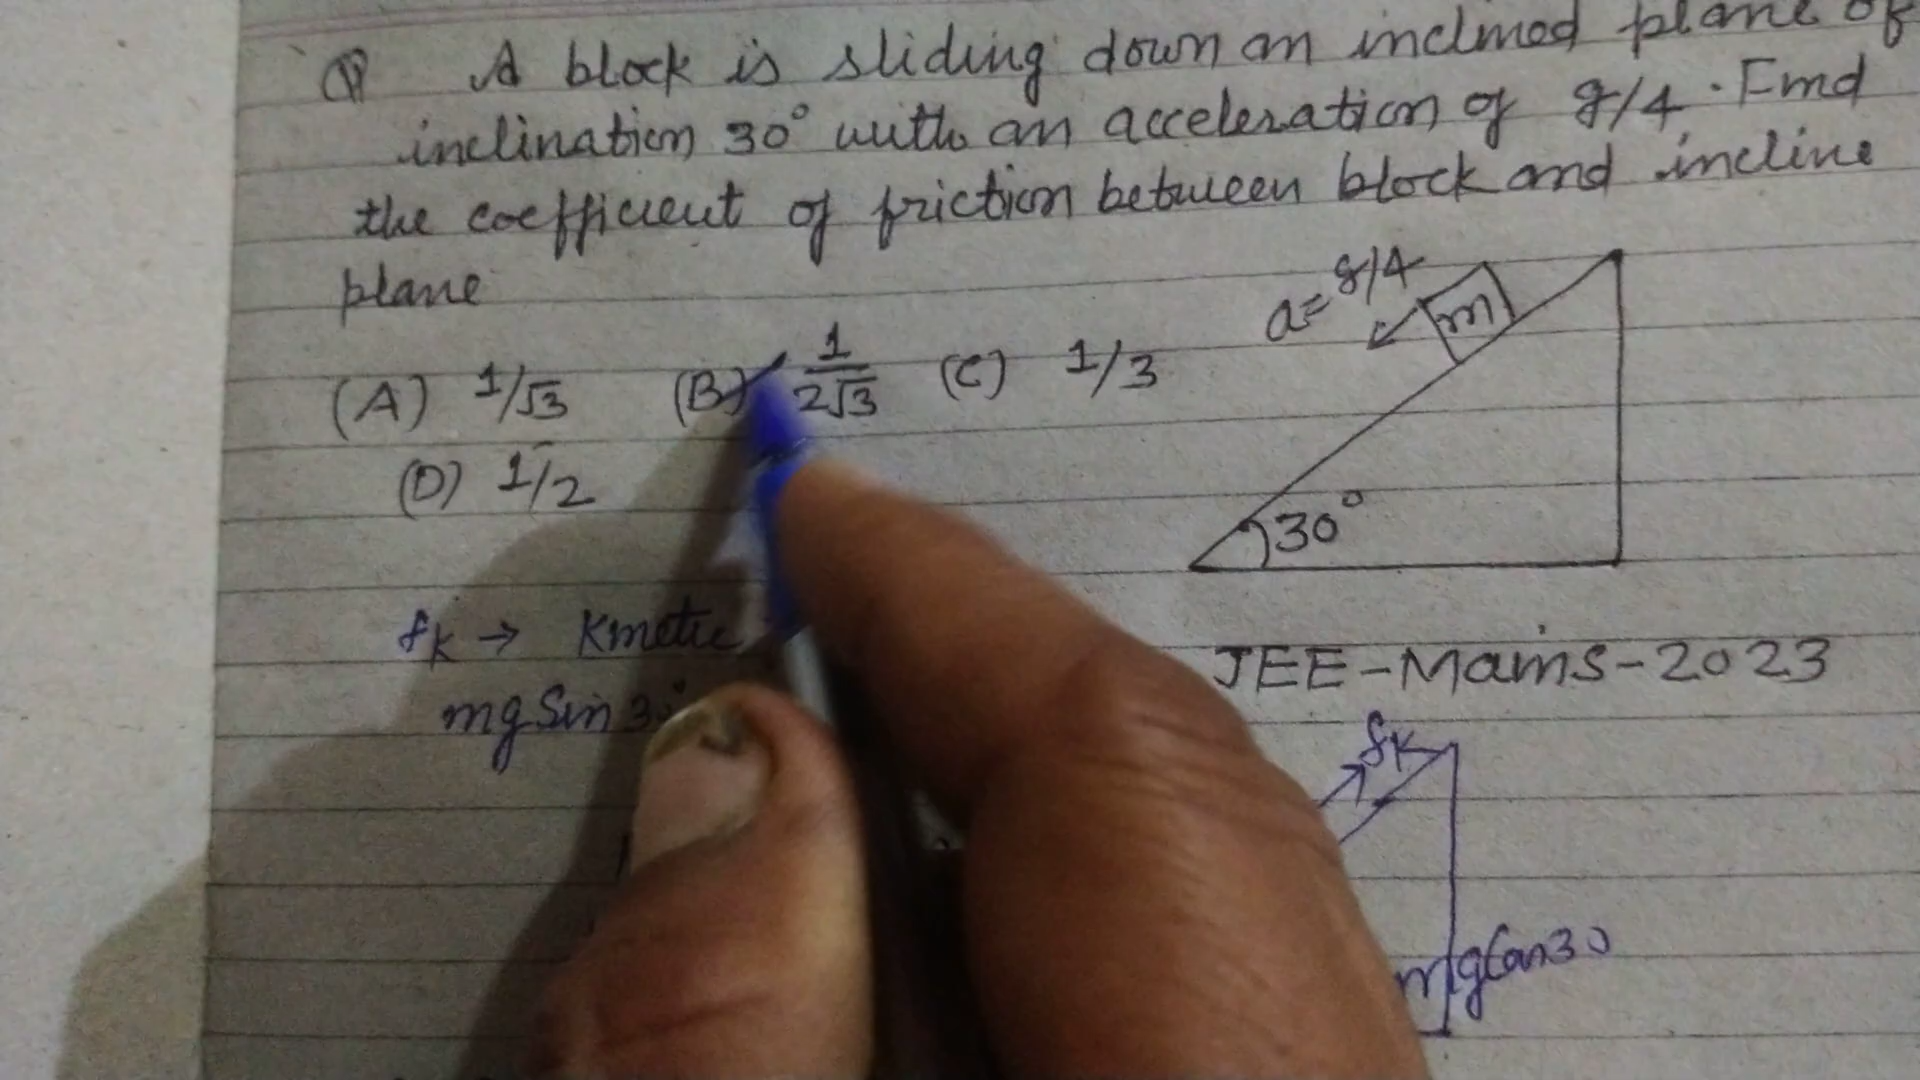 Q A block is sliding down an inclined plane of
inclination 30° with an acceleration of g/4. Find
the coefficient of friction between block and incline
plane
(A) 1/√3 (B) 1/2√3 (C) 1/3
(D) 1/2
a= g/4
m
30°
JEE-Mains-2023
fk → Kinetic
mg Sin 30°
fk
mg Cos 30